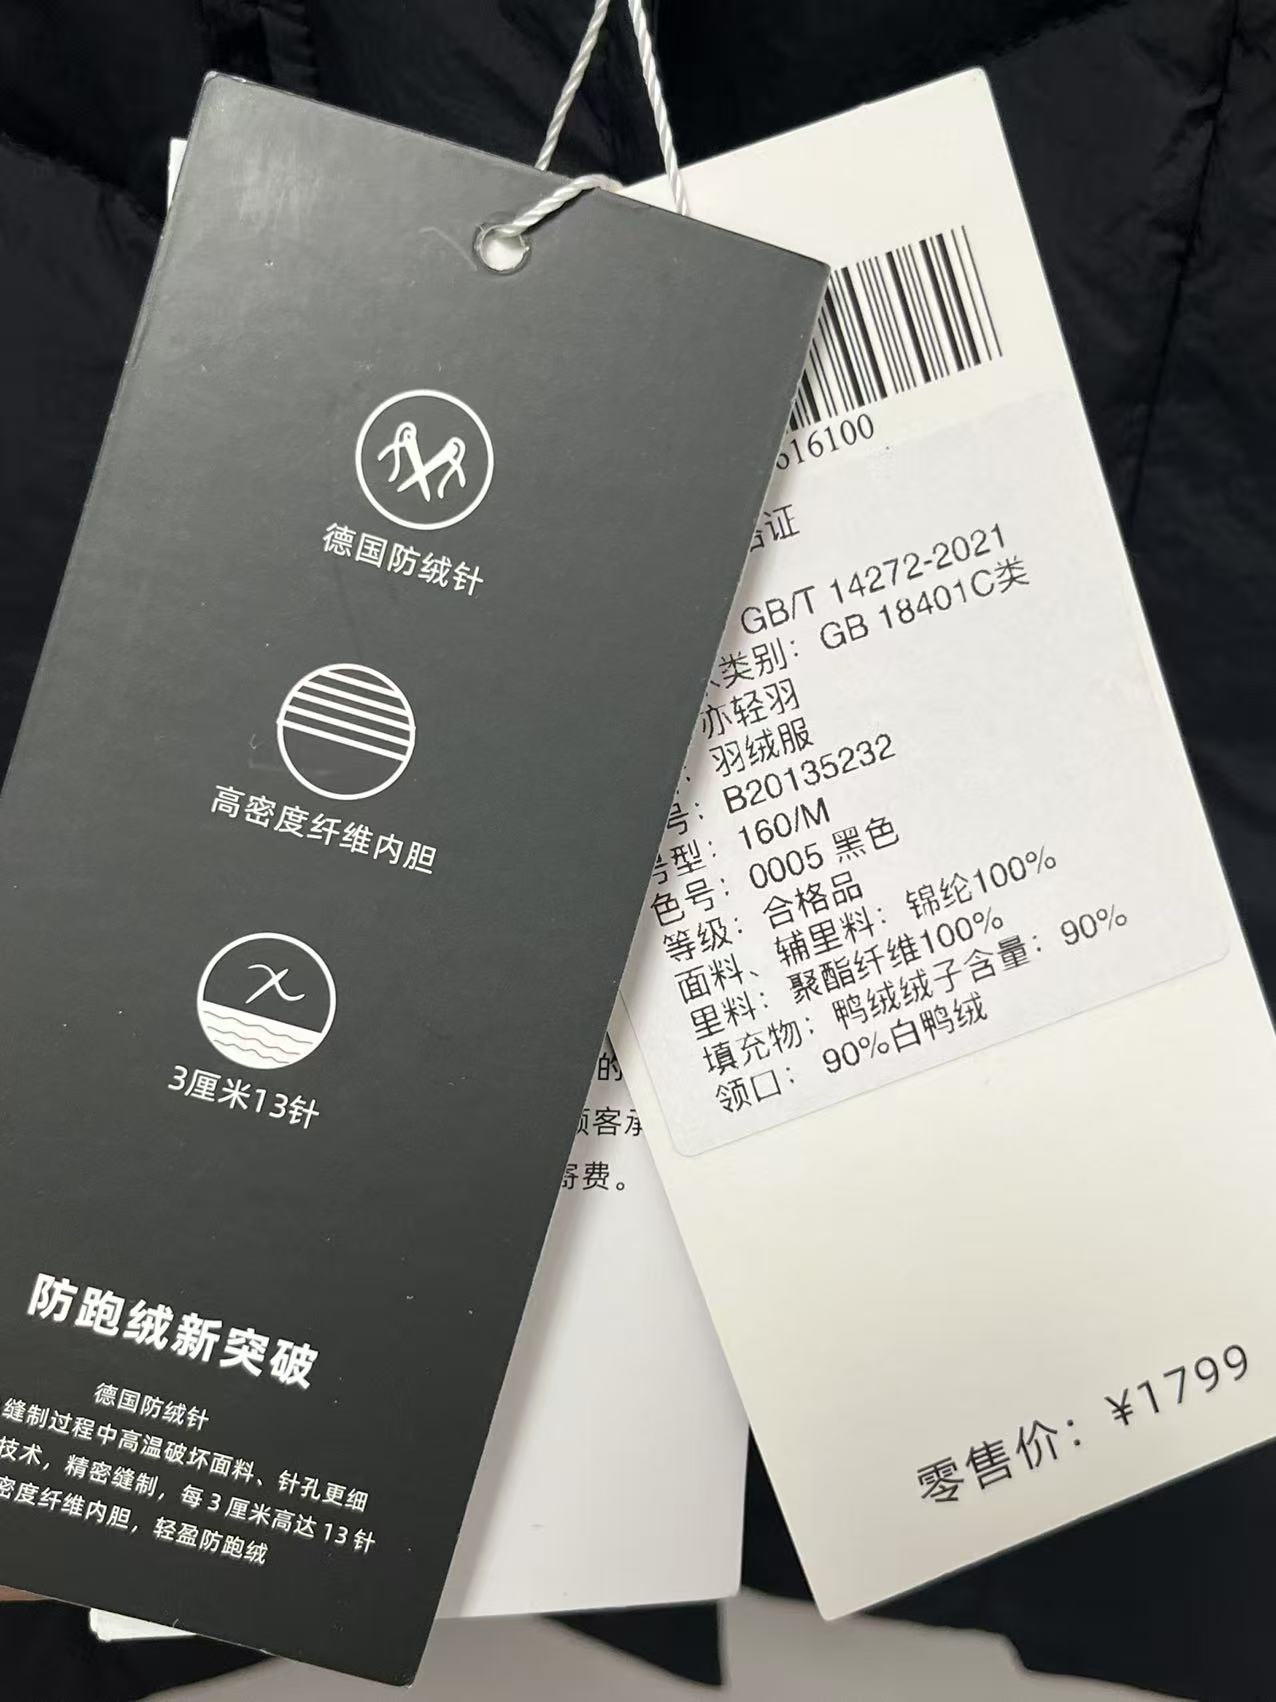 德国防绒针
高密度纤维内胆
3厘米13针
防跑绒新突破
德国防绒针
缝制过程中高温破坏面料、针孔更细
技术，精密缝制，每3厘米高达13针
密度纤维内胆，轻盈防跑绒
616100
合证
GB/T 14272-2021
类别：GB 18401C类
亦轻羽
：羽绒服
号：B20135232
号型：160/M
色号：0005 黑色
等级：合格品
面料、辅里料：锦纶100%
里料：聚酯纤维100%
填充物：鸭绒绒子含量：90%
领口：90%白鸭绒
的
顾客承
寄费。
零售价：¥1799